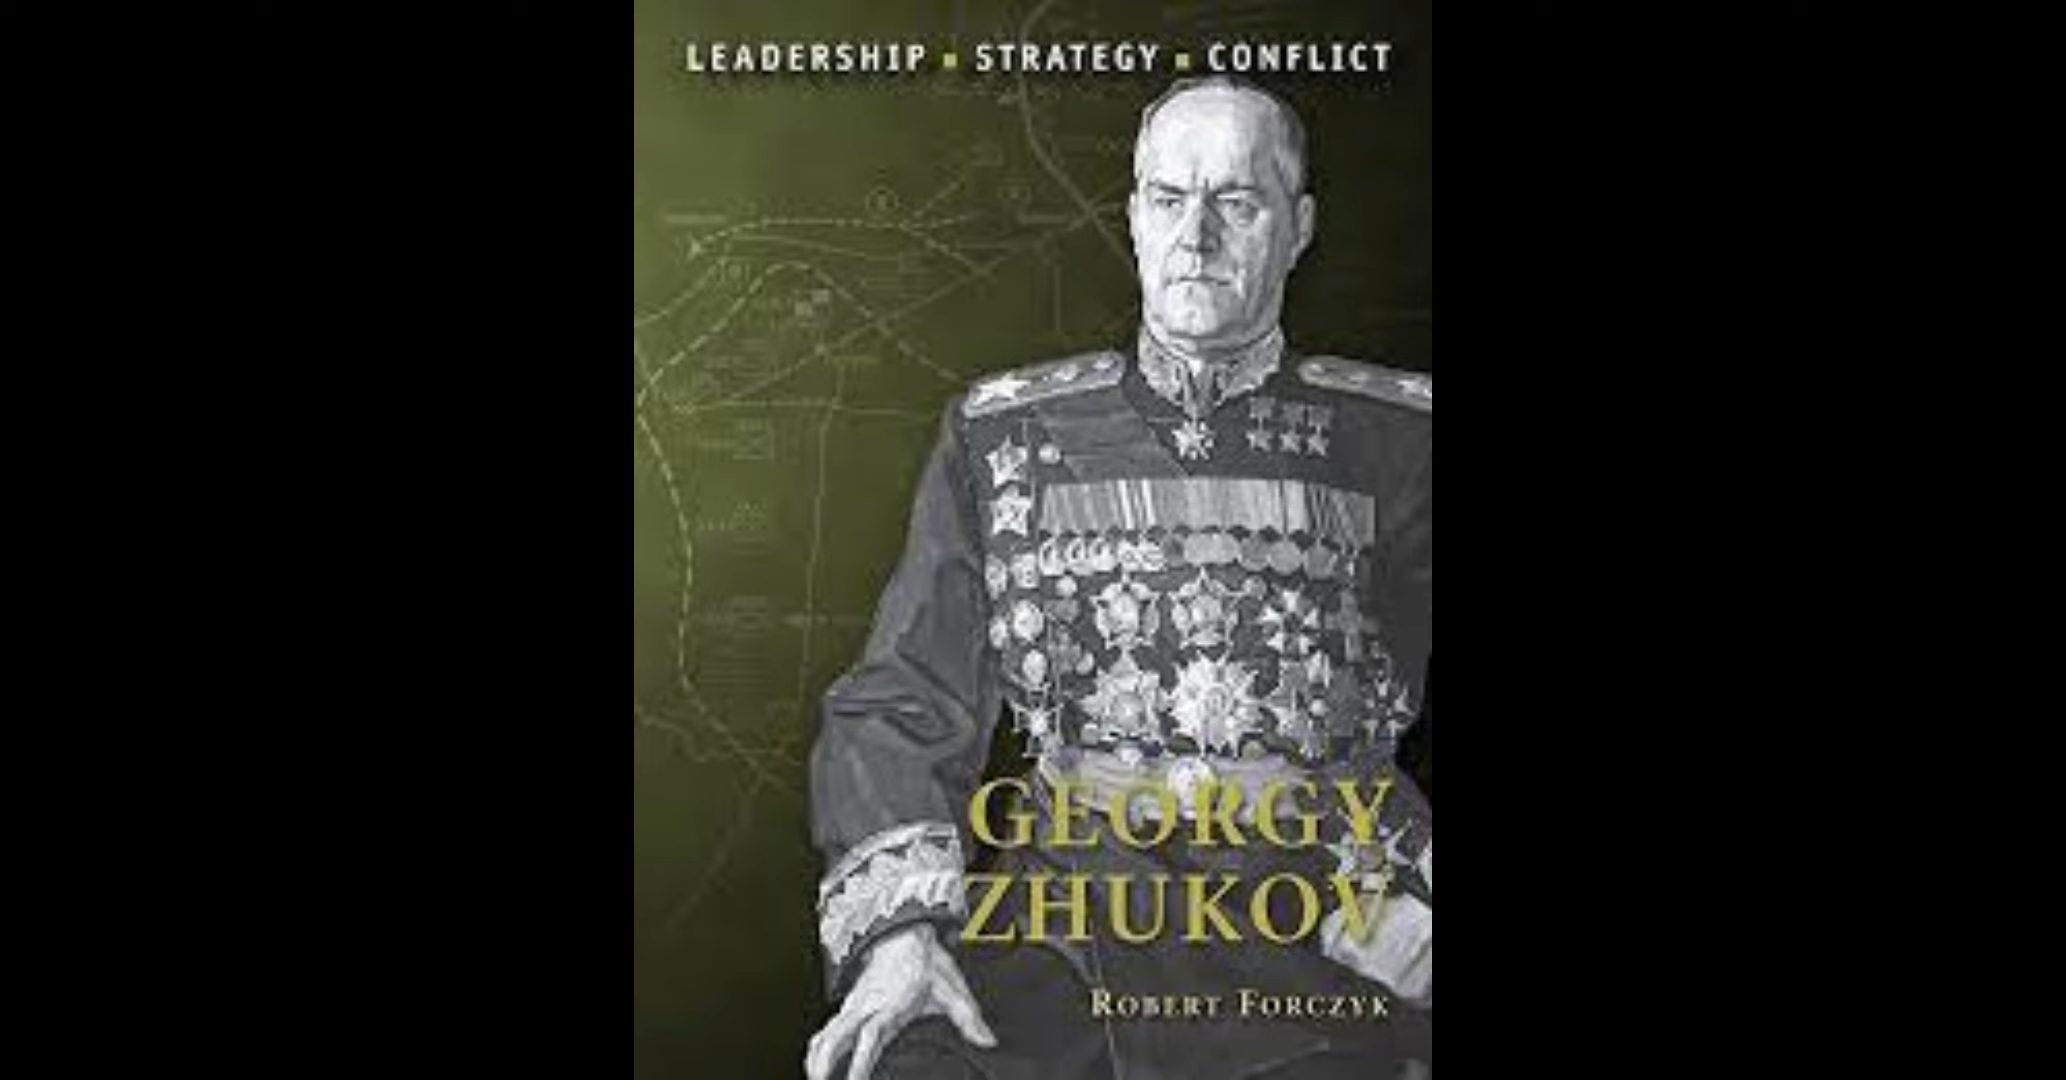 LEADERSHIP ▪ STRATEGY ▪ CONFLICT
GEORGY
ZHUKOV
ROBERT FORCZYK